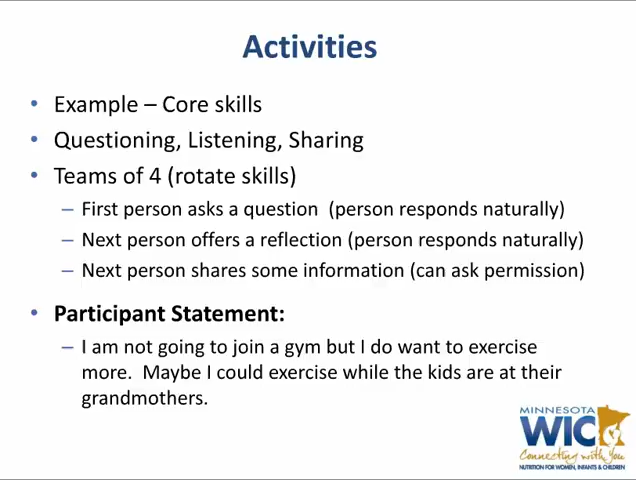 Activities
• Example – Core skills
• Questioning, Listening, Sharing
• Teams of 4 (rotate skills)
– First person asks a question  (person responds naturally)
– Next person offers a reflection (person responds naturally)
– Next person shares some information (can ask permission)
• Participant Statement:
– I am not going to join a gym but I do want to exercise
more.  Maybe I could exercise while the kids are at their
grandmothers.
MINNESOTA
WIC
Connecting with You
NUTRITION FOR WOMEN, INFANTS & CHILDREN